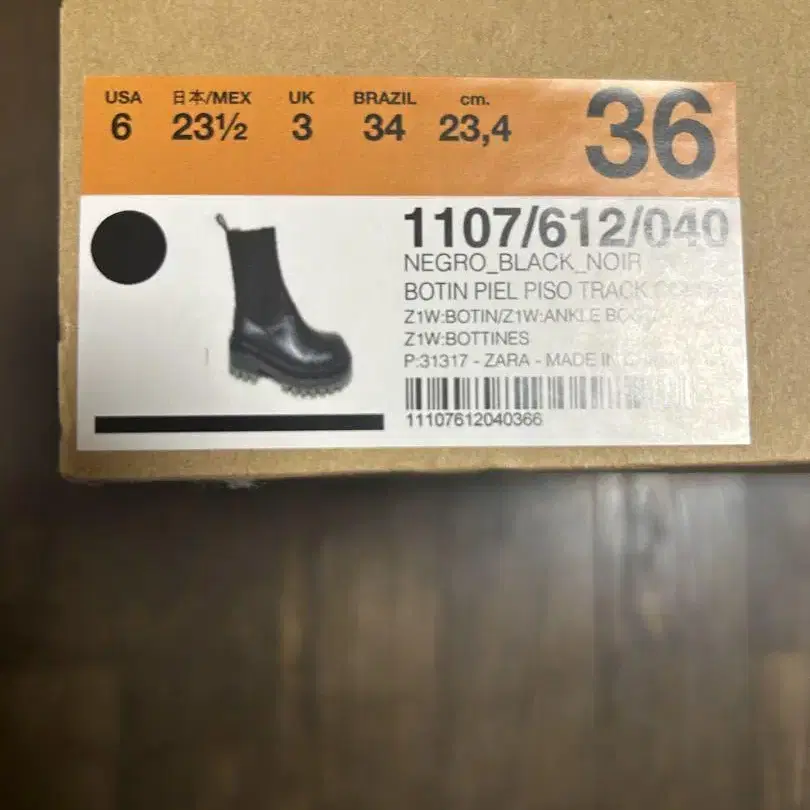 USA 日本/MEX UK BRAZIL cm.
6 23½ 3 34 23,4 36
1107/612/040
NEGRO_BLACK_NOIR
BOTIN PIEL PISO TRACK
Z1W:BOTIN/Z1W:ANKLE
Z1W:BOTTINES
P:31317 - ZARA - MADE IN
11107612040366